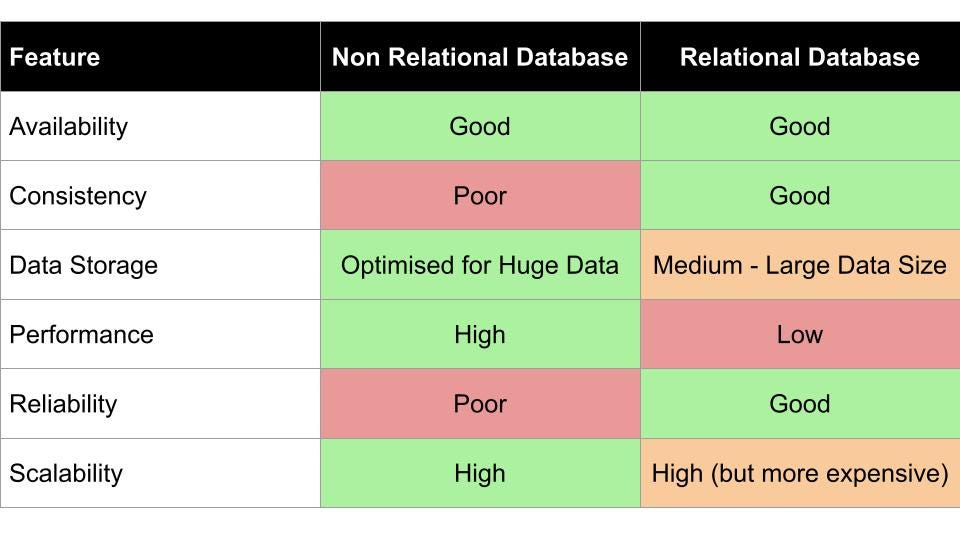 Feature Non Relational Database Relational Database
Availability Good Good
Consistency Poor Good
Data Storage Optimised for Huge Data Medium - Large Data Size
Performance High Low
Reliability Poor Good
Scalability High High (but more expensive)